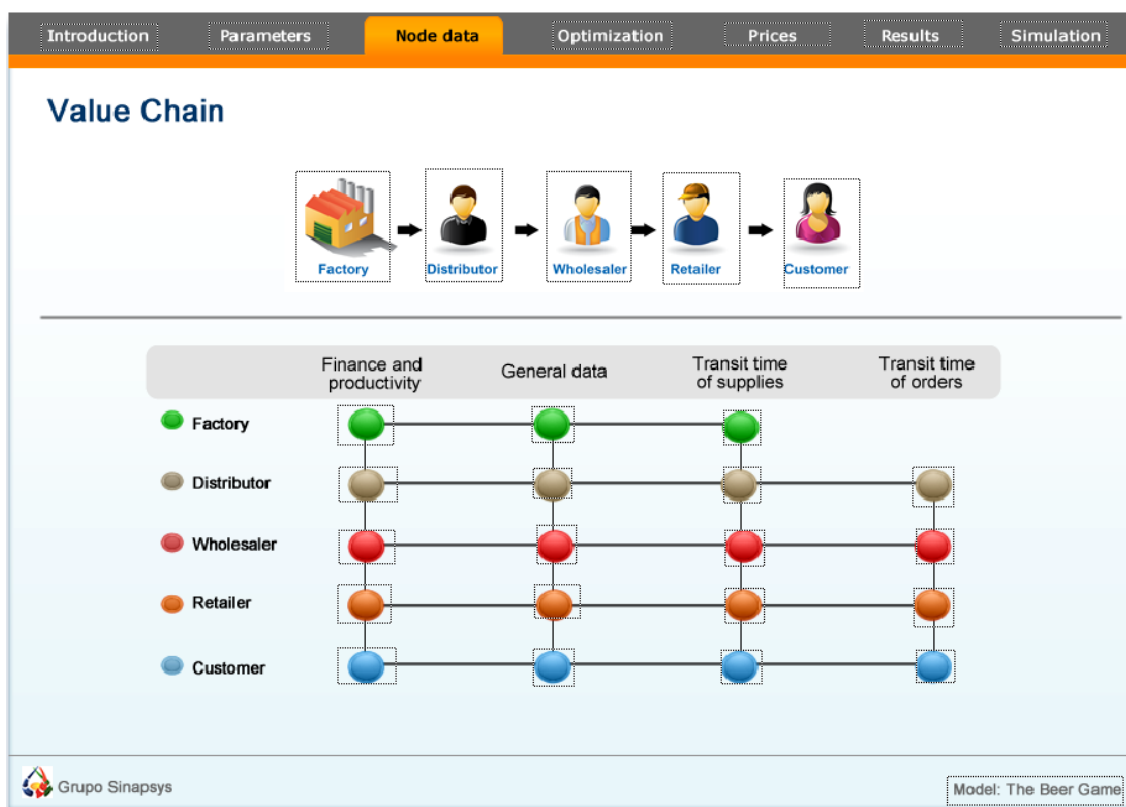 Introduction Parameters Node data Optimization Prices Results Simulation
Value Chain
Factory Distributor Wholesaler Retailer Customer
Finance and productivity General data Transit time of supplies Transit time of orders
Factory
Distributor
Wholesaler
Retailer
Customer
Grupo Sinapsys
Model: The Beer Game